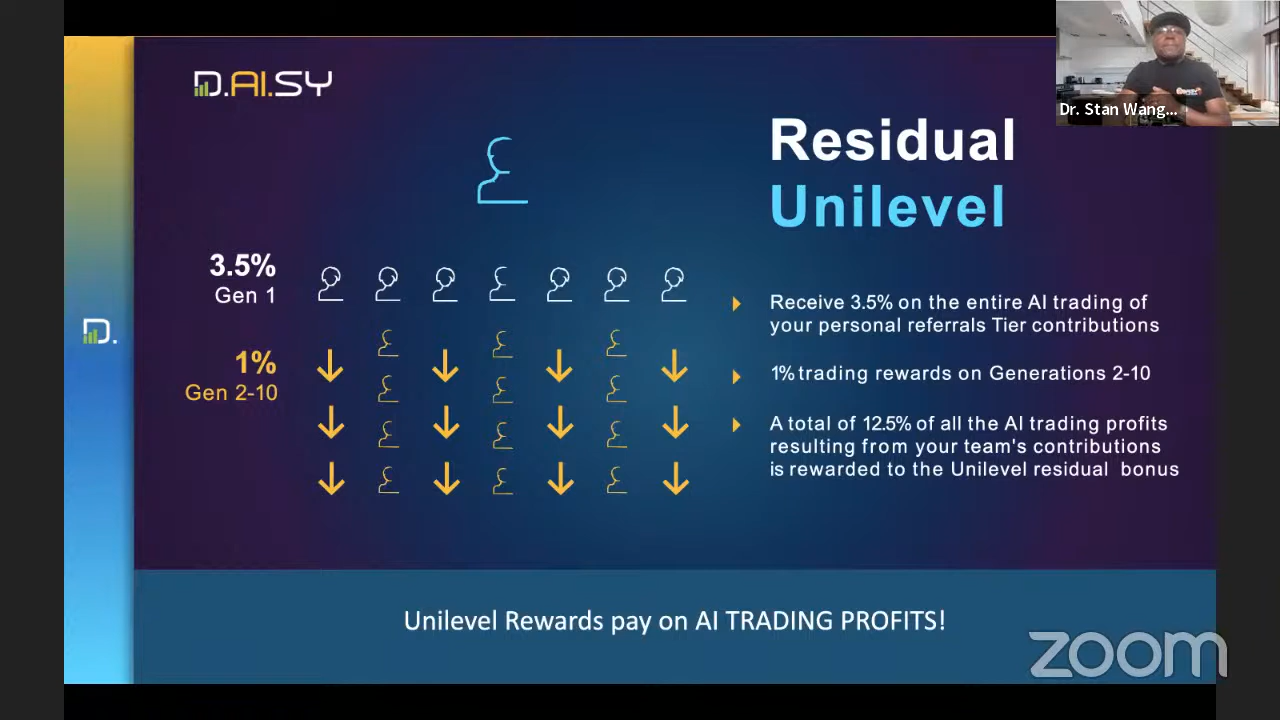 D.AI.SY
Dr. Stan Wang...
Residual
Unilevel
3.5%
Gen 1
1%
Gen 2-10
Receive 3.5% on the entire AI trading of
your personal referrals Tier contributions
1% trading rewards on Generations 2-10
A total of 12.5% of all the AI trading profits
resulting from your team's contributions
is rewarded to the Unilevel residual bonus
D.
Unilevel Rewards pay on AI TRADING PROFITS!
zoom